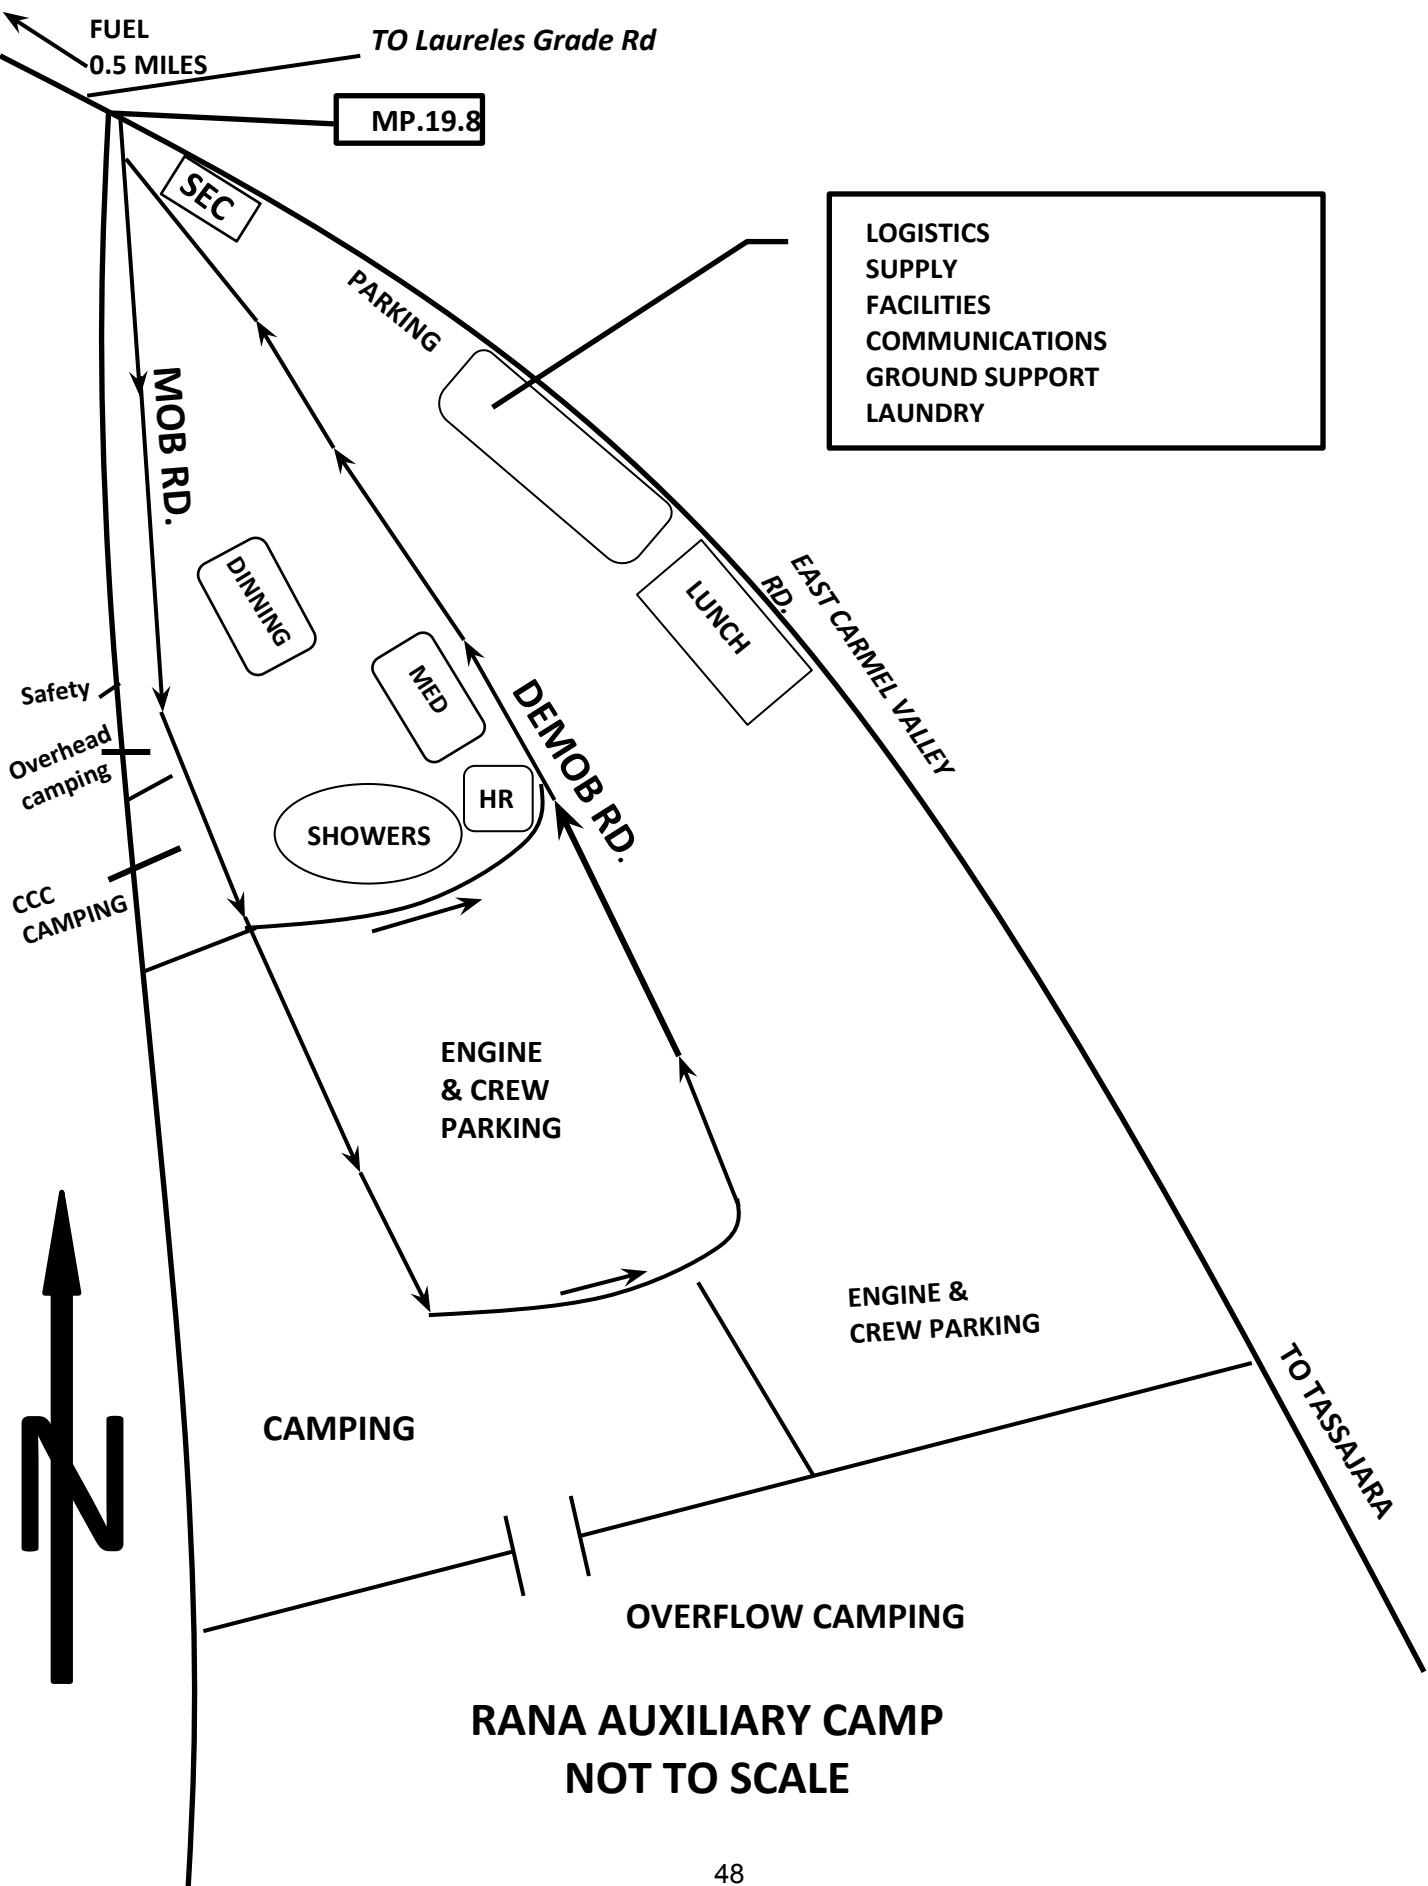 FUEL
0.5 MILES
TO Laureles Grade Rd
MP.19.8
SEC
PARKING
LOGISTICS
SUPPLY
FACILITIES
COMMUNICATIONS
GROUND SUPPORT
LAUNDRY
MOB RD.
DINNING
LUNCH
EAST CARMEL VALLEY
RD.
MED
Safety
DEMOB RD.
Overhead
camping
HR
SHOWERS
CCC
CAMPING
ENGINE
& CREW
PARKING
ENGINE &
CREW PARKING
TO TASSAJARA
CAMPING
N
OVERFLOW CAMPING
RANA AUXILIARY CAMP
NOT TO SCALE
48